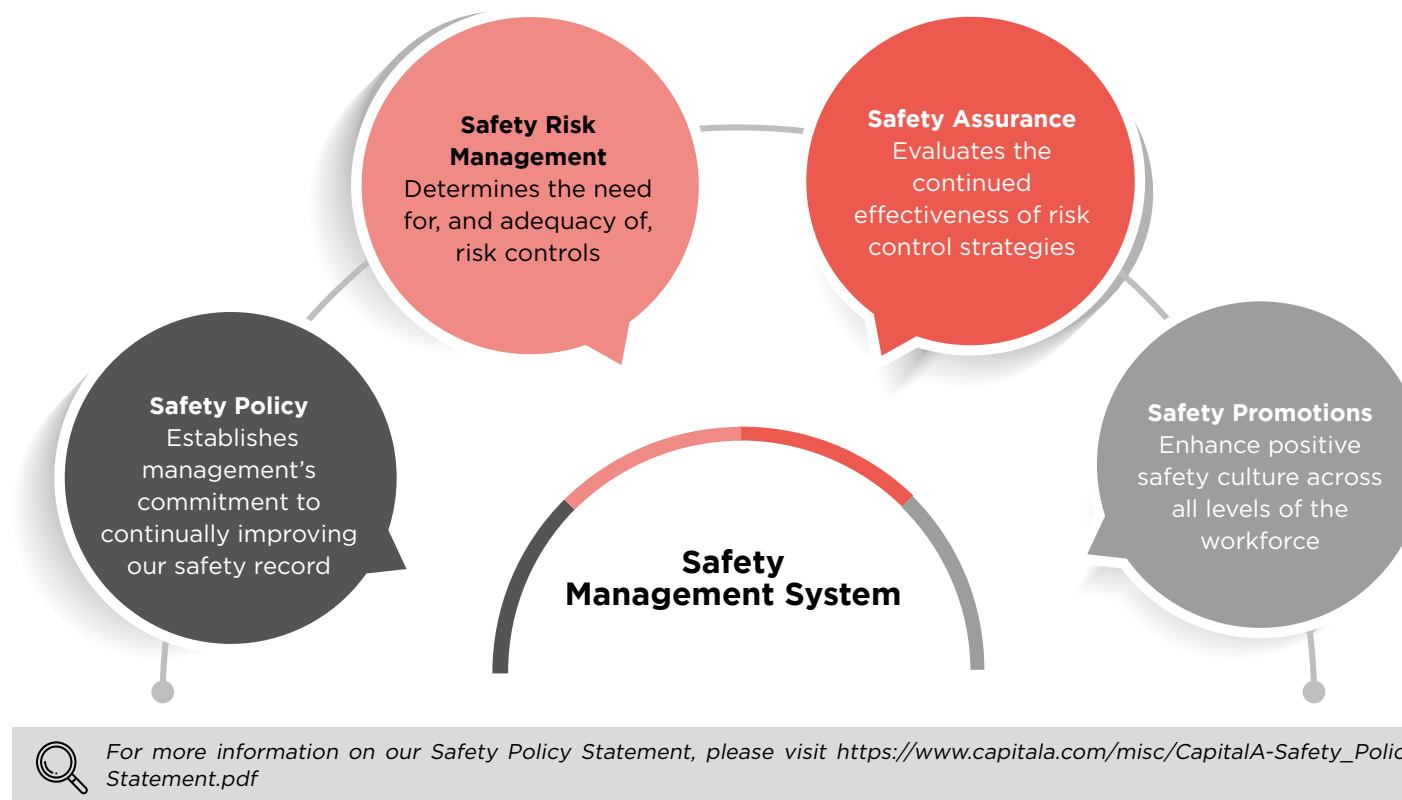 Safety Policy
Establishes
management's
commitment to
continually improving
our safety record
Safety Risk
Management
Determines the need
for, and adequacy of,
risk controls
Safety Assurance
Evaluates the
continued
effectiveness of risk
control strategies
Safety Promotions
Enhance positive
safety culture across
all levels of the
workforce
Safety
Management System
For more information on our Safety Policy Statement, please visit https://www.capitala.com/misc/CapitalA-Safety_Polic
Statement.pdf